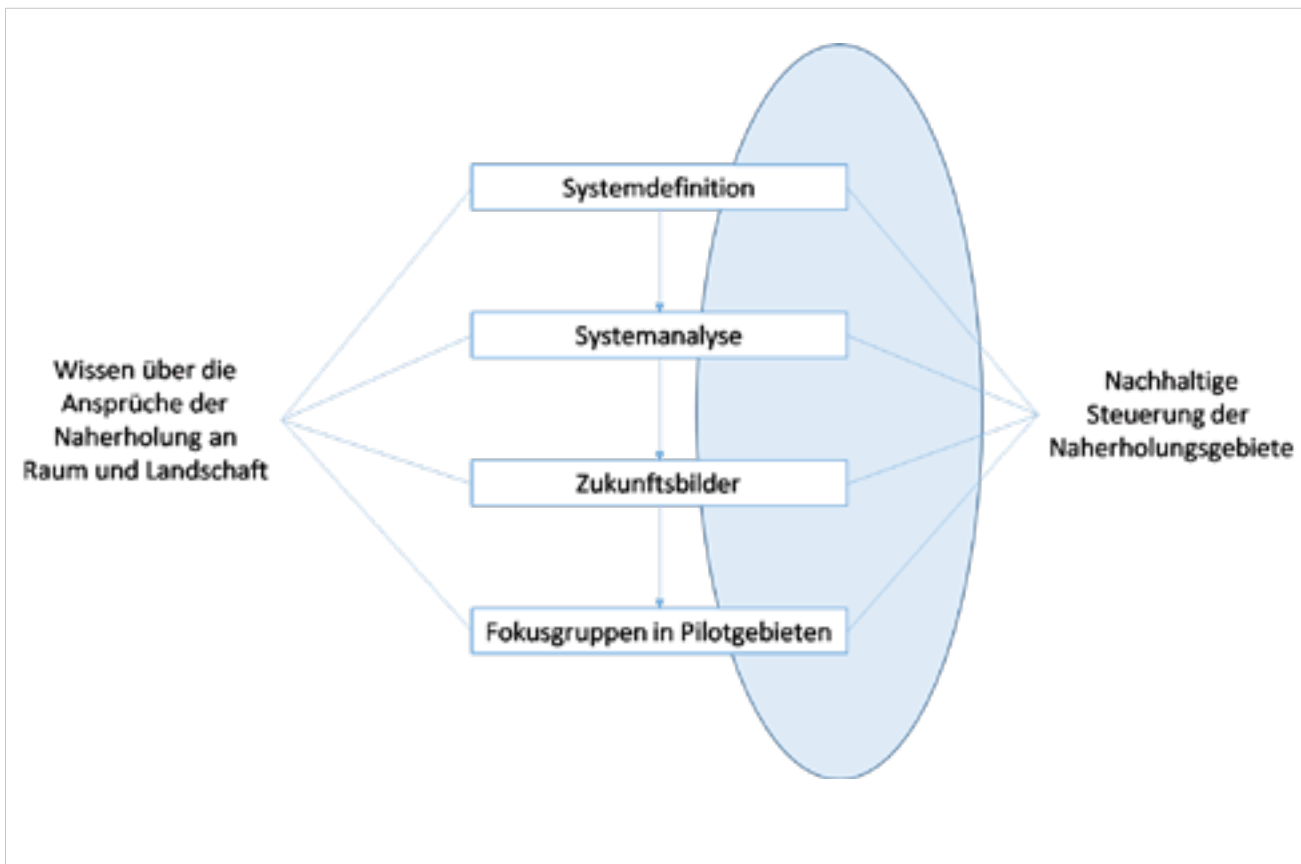 Systemdefinition
Systemanalyse
Wissen über die
Ansprüche der
Naherholung an
Raum und Landschaft
Nachhaltige
Steuerung der
Naherholungsgebiete
Zukunftsbilder
Fokusgruppen in Pilotgebieten